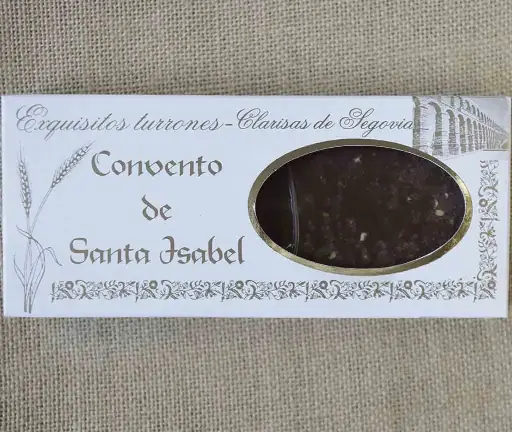 Exquisitos turrones - Clarisas de Segovia
Convento
de
Santa Isabel